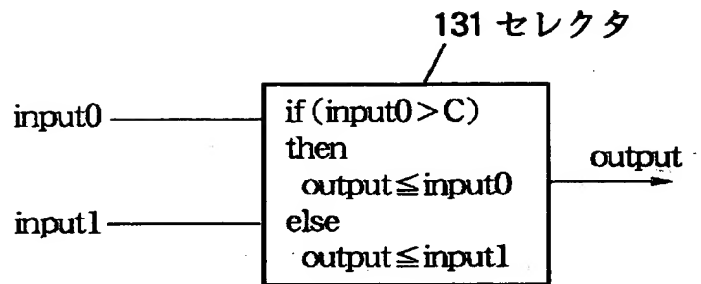 131 セレクタ
input0
if (input0>C)
then
output
output≦input0
input1
else
output≦input1